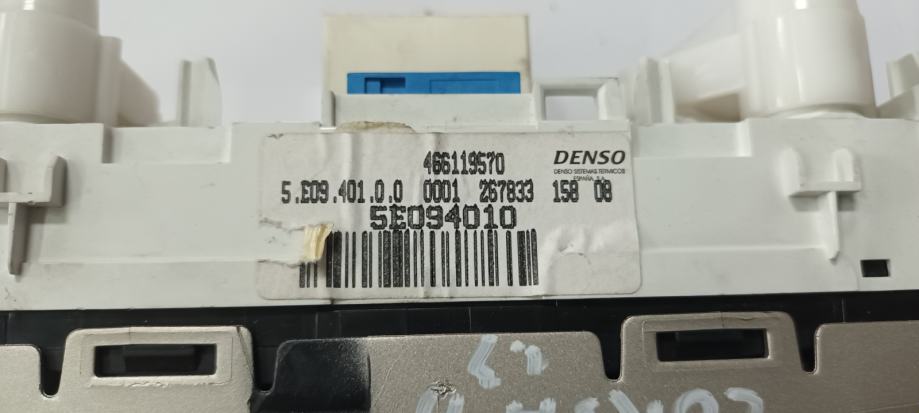 466119570
DENSO
DENSO SISTEMAS TERMICOS
ESPAÑA, S.A.
5.E09.401.0.0 0001 267833 158 08
5E094010